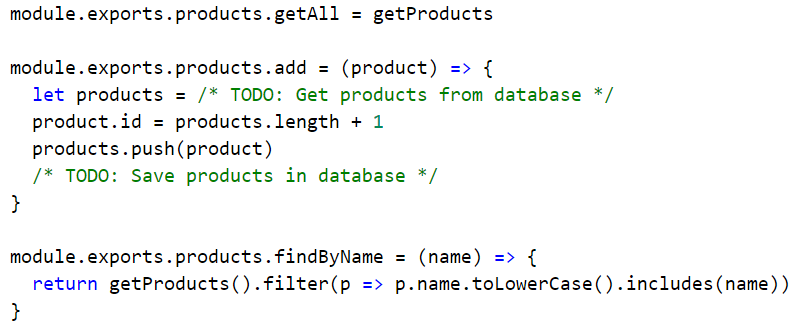 module.exports.products.getAll = getProducts
module.exports.products.add = (product) => {
let products = /* TODO: Get products from database */
product.id = products.length + 1
products.push(product)
/* TODO: Save products in database */
}
module.exports.products.findByName = (name) => {
return getProducts().filter(p => p.name.toLowerCase().includes(name))
}